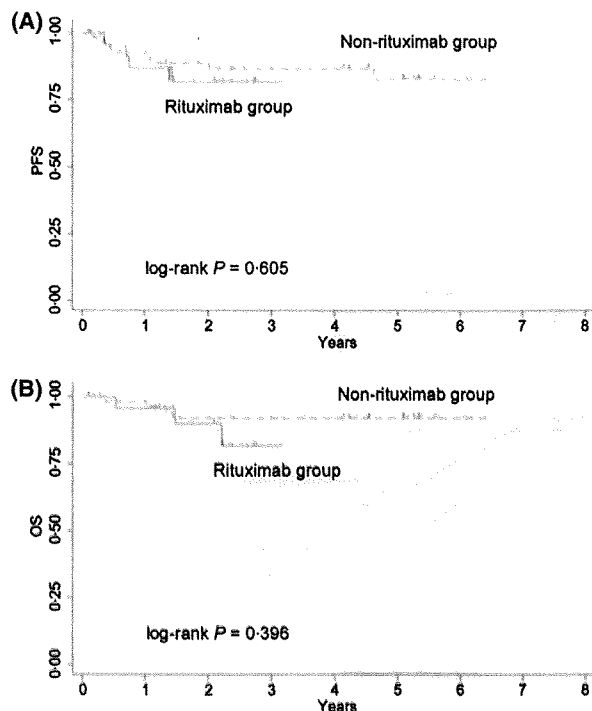 (A)
1·00
0·75
0·50
0·25
0·00
PFS
Non-rituximab group
Rituximab group
log-rank P = 0·605
0 1 2 3 4 5 6 7 8
Years
(B)
1·00
0·75
0·50
0·25
0·00
OS
Non-rituximab group
Rituximab group
log-rank P = 0·396
0 1 2 3 4 5 6 7 8
Years